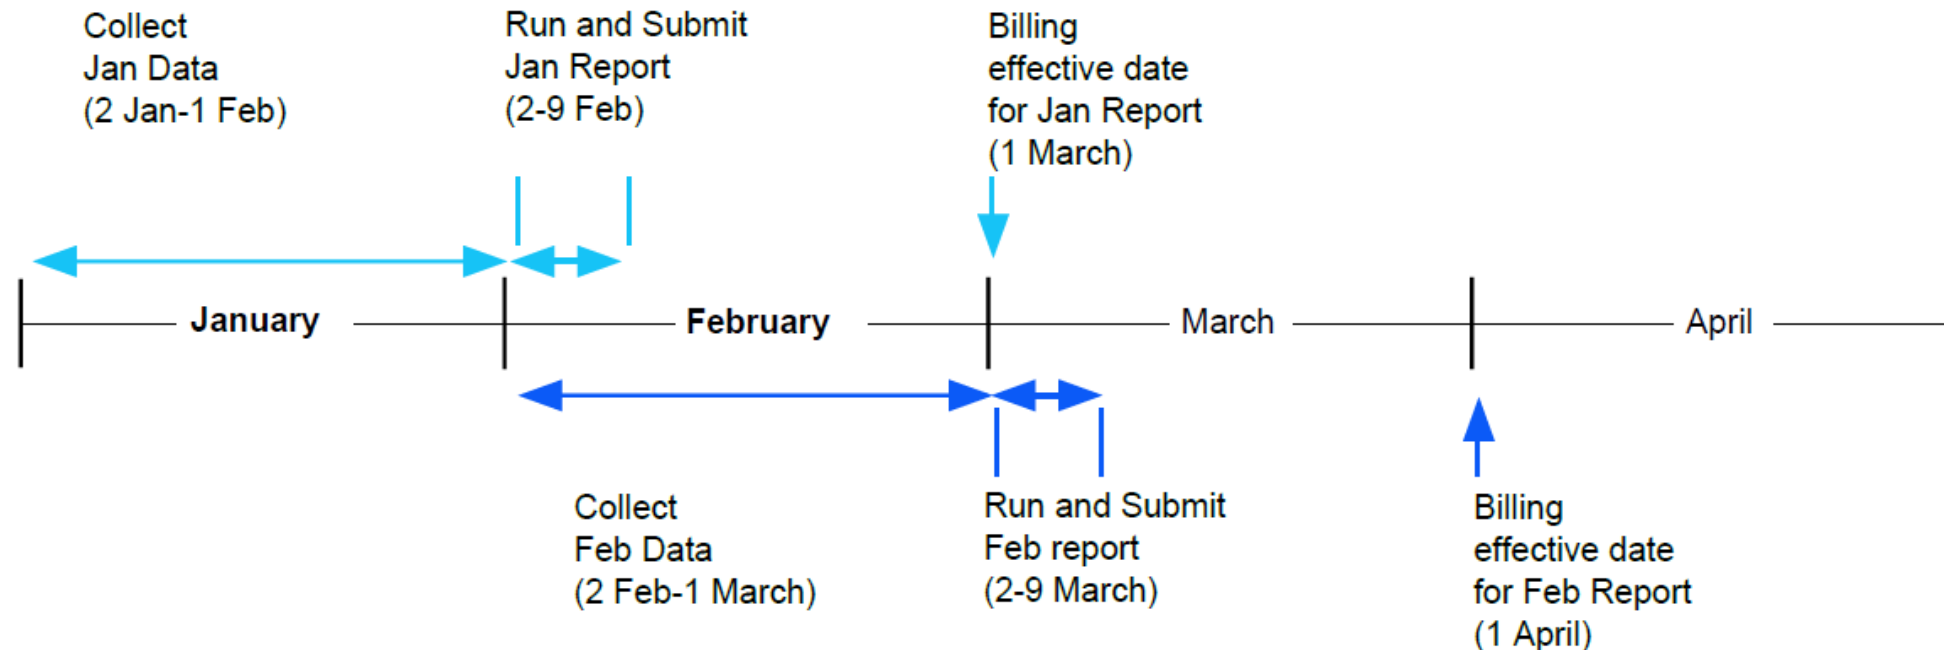 Collect
Jan Data
(2 Jan-1 Feb)
Run and Submit
Jan Report
(2-9 Feb)
Billing
effective date
for Jan Report
(1 March)
January
February
March
April
Collect
Feb Data
(2 Feb-1 March)
Run and Submit
Feb report
(2-9 March)
Billing
effective date
for Feb Report
(1 April)